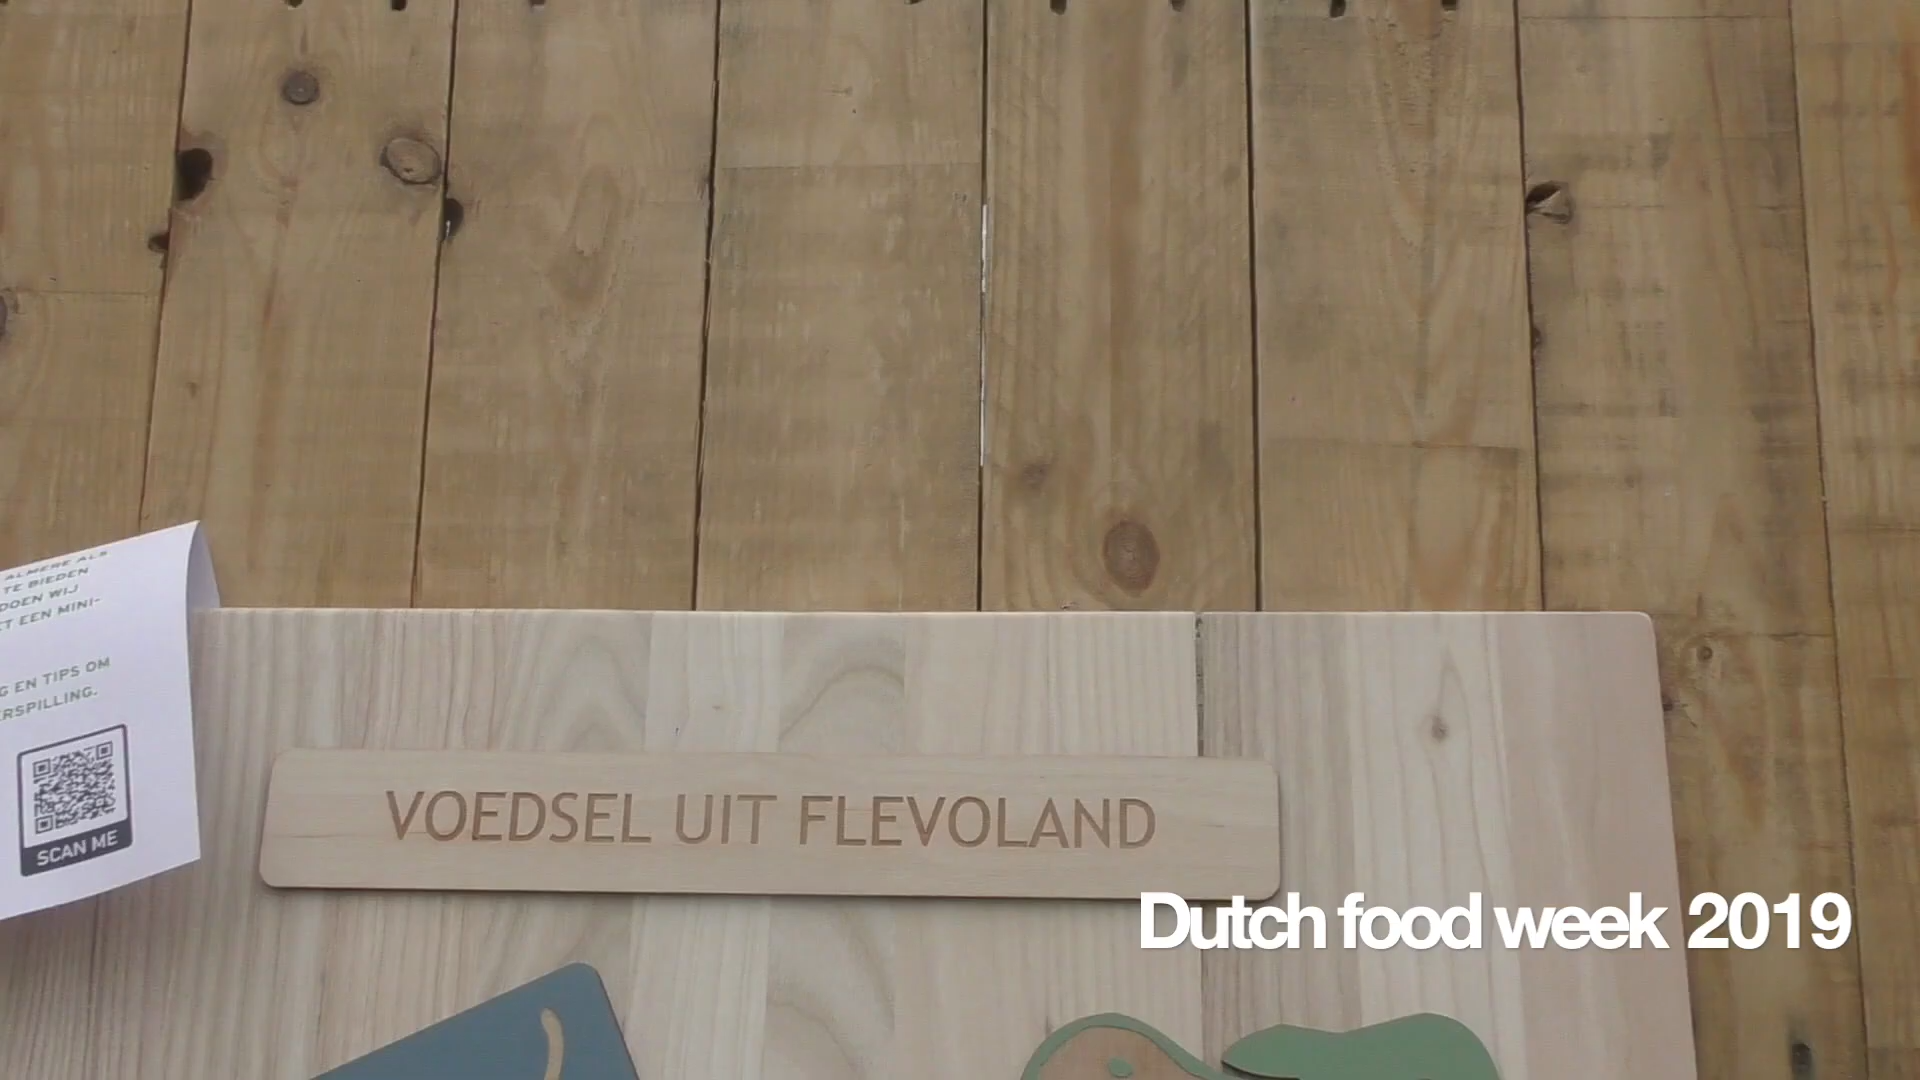 ALMERE ALS
TE BIEDEN
DOEN WIJ
EEN MINI-
EN TIPS OM
SCAN ME
VOEDSEL UIT FLEVOLAND
Dutch food week 2019